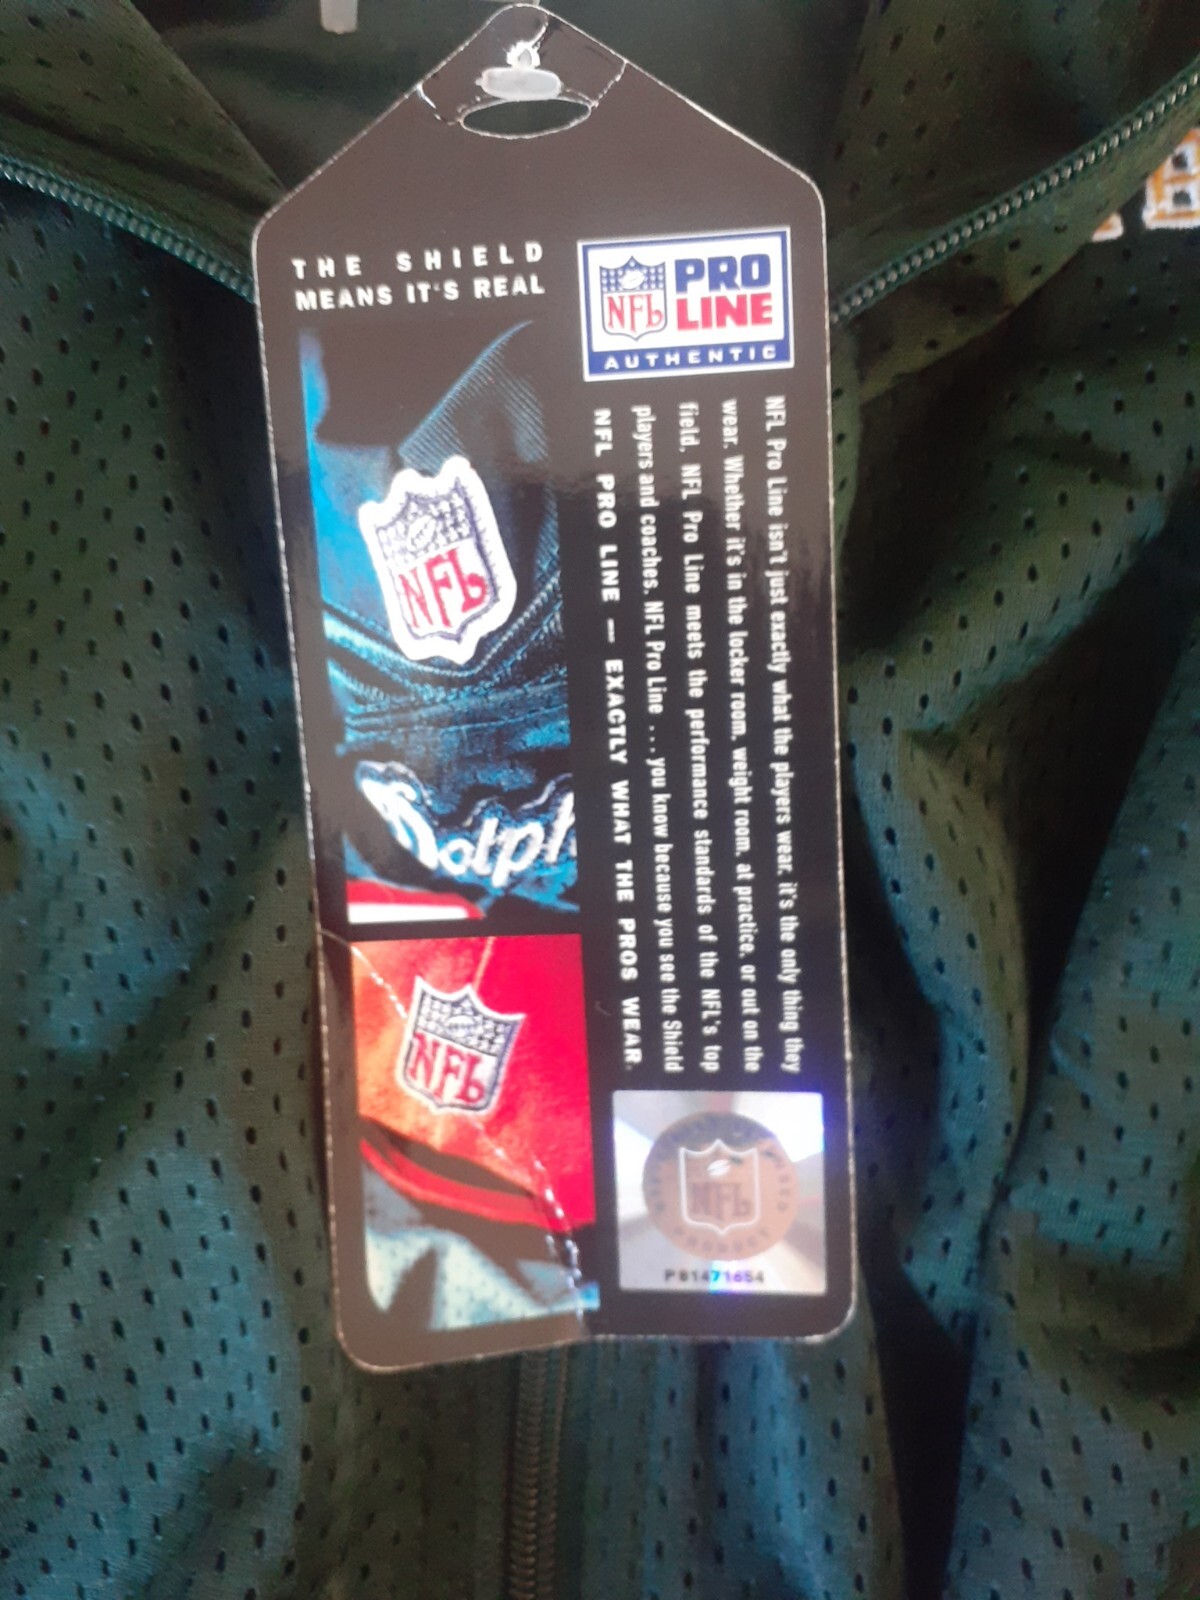 THE SHIELD
MEANS IT'S REAL
NFL
PRO
LINE
AUTHENTIC
NFL Pro Line isn't just exactly what the players wear, it's the only thing they
wear. Whether it's in the locker room, weight room, at practice, or out on the
field, NFL Pro Line meets the performance standards of the NFL's top
players and coaches. NFL Pro Line . . . you know because you see the Shield
NFL PRO LINE — EXACTLY WHAT THE PROS WEAR.
NFL
Dolph
NFL
NFL
PRODUCT
P81471654